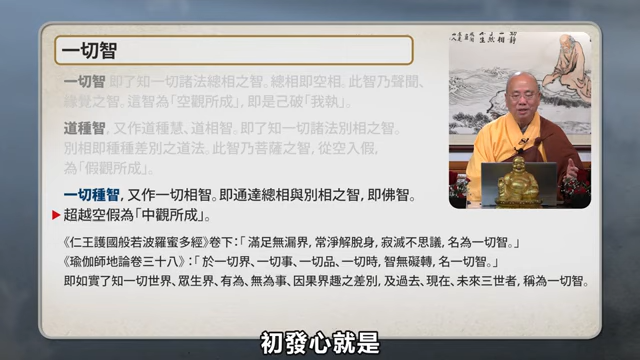 一切智
一切智 即了知一切諸法總相之智。總相即空相。此智乃聲聞、
緣覺之智。這智為「空觀所成」，即是己破「我執」。
道種智，又作道種慧、道相智。即了知一切諸法別相之智。
別相即種種差別之道法。此智乃菩薩之智，從空入假，
為「假觀所成」。
一切種智，又作一切相智。即通達總相與別相之智，即佛智。
超越空假為「中觀所成」。
《仁王護國般若波羅蜜多經》卷下：「滿足無漏界，常淨解脫身，寂滅不思議，名為一切智。」
《瑜伽師地論卷三十八》：「於一切界、一切事、一切品、一切時，智無礙轉，名一切智。」
即如實了知一切世界、眾生界、有為、無為事、因果界趣之差別，及過去、現在、未來三世者，稱為一切智。
初發心就是